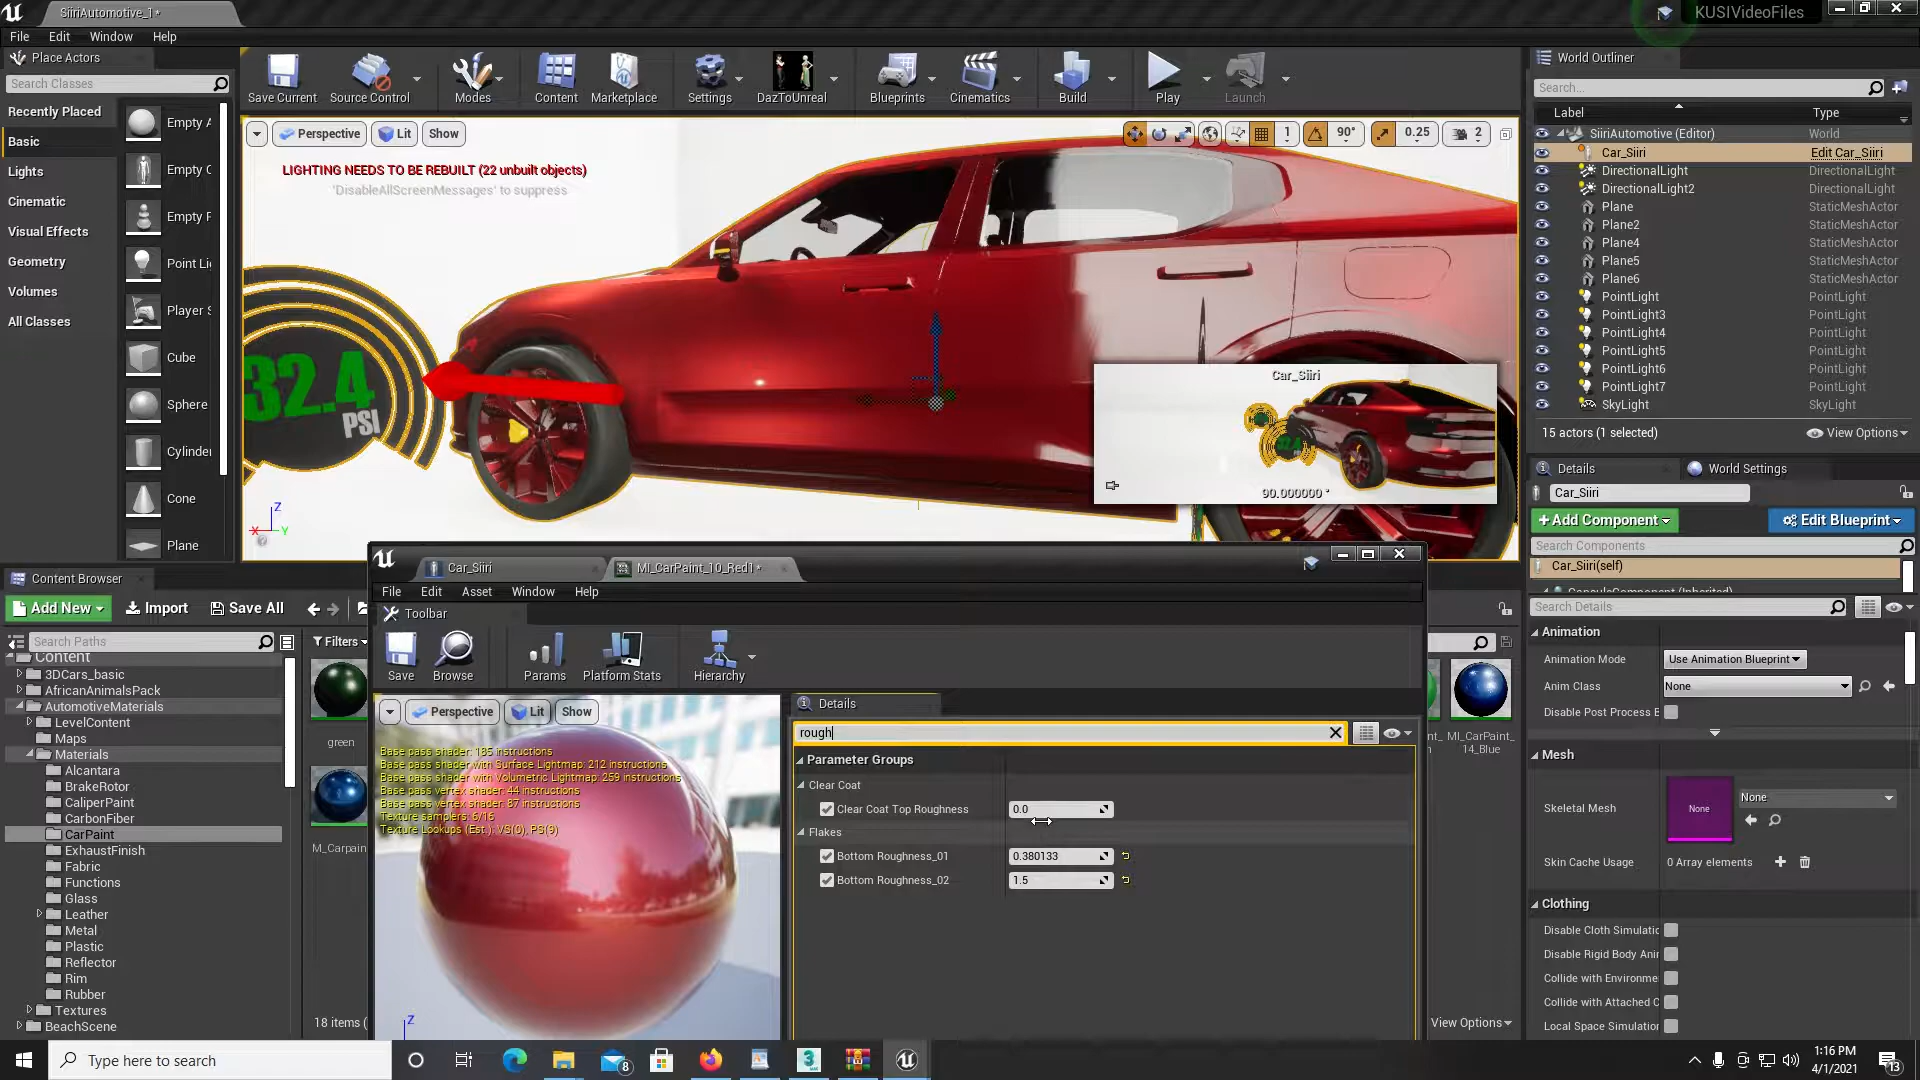 SiiriAutomotive_1*
KUSIVideoFiles
File Edit Window Help
Place Actors
Search Classes
Recently Placed
Basic
Lights
Cinematic
Visual Effects
Geometry
Volumes
All Classes
Empty A
Empty C
Empty P
Point Li
Player S
Cube
Sphere
Cylinder
Cone
Plane
Save Current
Source Control
Modes
Content
Marketplace
Settings
DazToUnreal
Blueprints
Cinematics
Build
Play
Launch
Perspective
Lit
Show
1
90°
0.25
2
LIGHTING NEEDS TO BE REBUILT (22 unbuilt objects)
'DisableAllScreenMessages' to suppress
32.4
PSI
Z
X
Y
Car_Siiri
32.4
90.000000 °
World Outliner
Search...
Label Type
SiiriAutomotive (Editor) World
Car_Siiri Edit Car_Siiri
DirectionalLight DirectionalLight
DirectionalLight2 DirectionalLight
Plane StaticMeshActor
Plane2 StaticMeshActor
Plane4 StaticMeshActor
Plane5 StaticMeshActor
Plane6 StaticMeshActor
PointLight PointLight
PointLight3 PointLight
PointLight4 PointLight
PointLight5 PointLight
PointLight6 PointLight
PointLight7 PointLight
SkyLight SkyLight
15 actors (1 selected)
View Options
Details
World Settings
Car_Siiri
+Add Component
Edit Blueprint
Search Components
Car_Siiri(self)
CapsuleComponent (Inherited)
Search Details
Animation
Animation Mode Use Animation Blueprint
Anim Class None
Disable Post Process B
Mesh
Skeletal Mesh None None
Skin Cache Usage 0 Array elements
Clothing
Disable Cloth Simulatic
Disable Rigid Body Ani
Collide with Environme
Collide with Attached C
Local Space Simulation
Content Browser
Add New
Import
Save All
Search Paths
Filters
Content
3DCars_basic
AfricanAnimalsPack
AutomotiveMaterials
LevelContent
Maps
Materials
Alcantara
BrakeRotor
CaliperPaint
CarbonFiber
CarPaint
ExhaustFinish
Fabric
Functions
Glass
Leather
Metal
Plastic
Reflector
Rim
Rubber
Textures
BeachScene
green
M_Carpain
18 items (
MI_CarPaint_
14_Blue
View Options
Car_Siiri
MI_CarPaint_10_Red1*
File Edit Asset Window Help
Toolbar
Save
Browse
Params
Platform Stats
Hierarchy
Perspective
Lit
Show
Base pass shader: 185 instructions
Base pass shader with Surface Lightmap: 212 instructions
Base pass shader with Volumetric Lightmap: 259 instructions
Base pass vertex shader: 44 instructions
Base pass vertex shader: 87 instructions
Texture samplers: 6/16
Texture Lookups (Est.): VS(0), PS(9)
Z
Details
rough
Parameter Groups
Clear Coat
Clear Coat Top Roughness 0.0
Flakes
Bottom Roughness_01 0.380133
Bottom Roughness_02 1.5
Type here to search
8
1:16 PM
4/1/2021
13